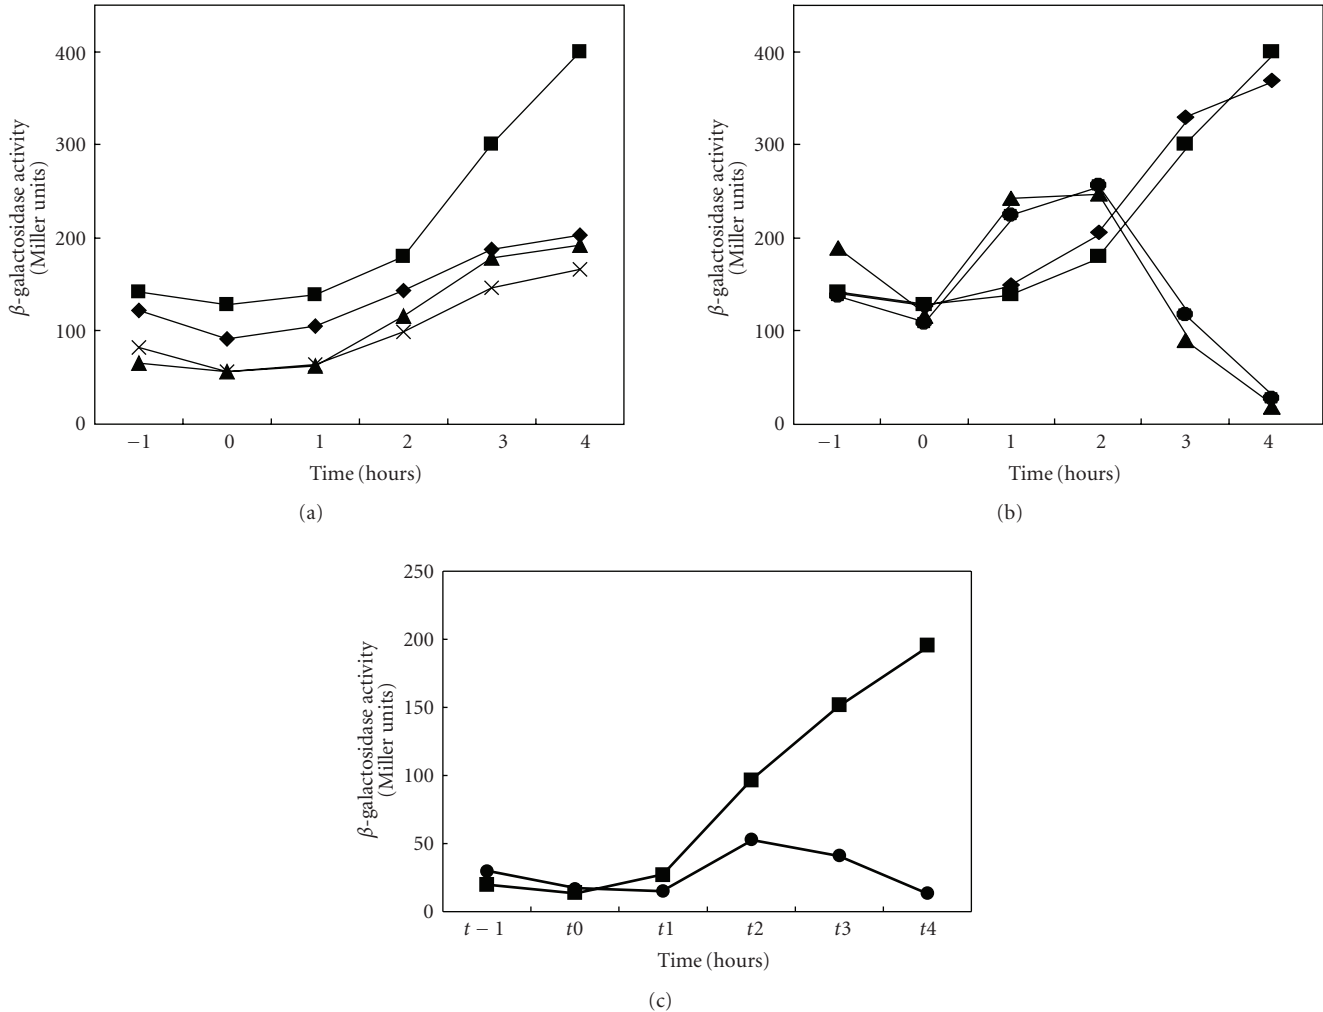 400
300
200
100
0
β-galactosidase activity
(Miller units)
−1 0 1 2 3 4
Time (hours)
(a)
400
300
200
100
0
β-galactosidase activity
(Miller units)
−1 0 1 2 3 4
Time (hours)
(b)
250
200
150
100
50
0
β-galactosidase activity
(Miller units)
t − 1 t0 t1 t2 t3 t4
Time (hours)
(c)